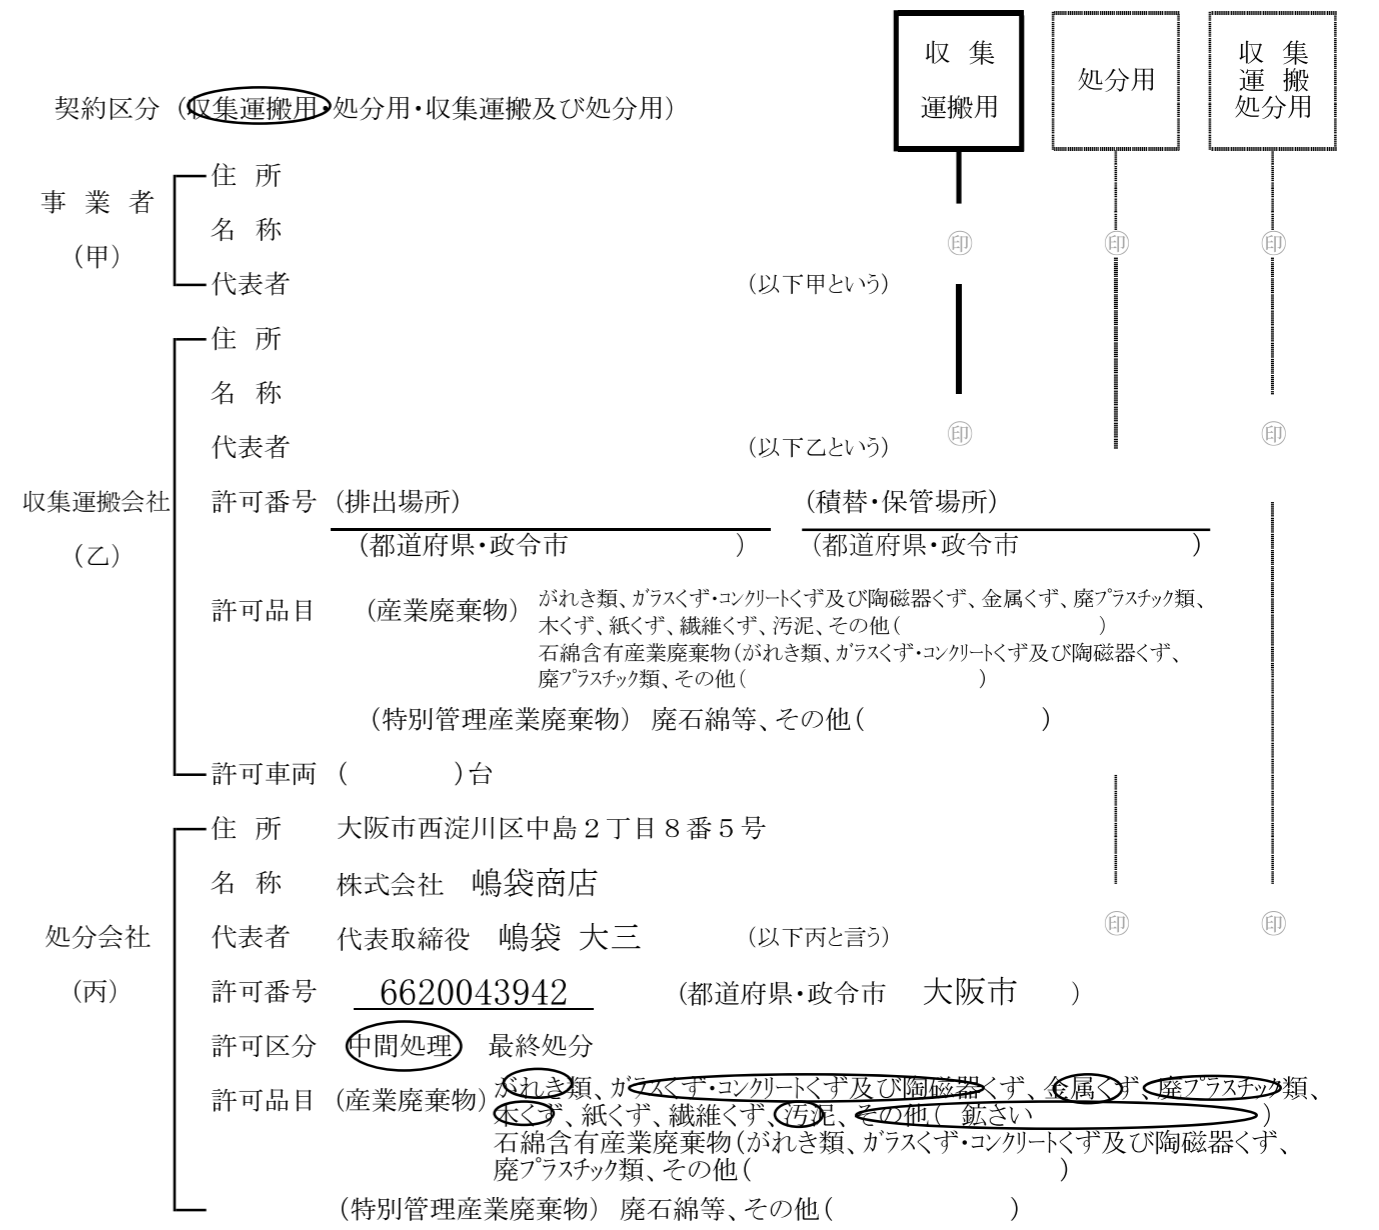 収 集
運搬用
処分用
収 集
運 搬
処分用
契約区分（収集運搬用・処分用・収集運搬及び処分用）
事 業 者
（甲）
住 所
名 称
代表者 （以下甲という）
印 印 印
収集運搬会社
（乙）
住 所
名 称
代表者 （以下乙という）
印 印
許可番号 （排出場所） （積替・保管場所）
（都道府県・政令市 ） （都道府県・政令市 ）
許可品目 （産業廃棄物） がれき類、ガラスくず・コンクリートくず及び陶磁器くず、金属くず、廃プラスチック類、
木くず、紙くず、繊維くず、汚泥、その他（ ）
石綿含有産業廃棄物（がれき類、ガラスくず・コンクリートくず及び陶磁器くず、
廃プラスチック類、その他（ ）
（特別管理産業廃棄物） 廃石綿等、その他（ ）
許可車両 （ ）台
処分会社
（丙）
住 所 大阪市西淀川区中島２丁目８番５号
名 称 株式会社 嶋袋商店
代表者 代表取締役 嶋袋 大三 （以下丙と言う）
印 印
許可番号 6620043942 （都道府県・政令市 大阪市 ）
許可区分 中間処理 最終処分
許可品目 （産業廃棄物） がれき類、ガラスくず・コンクリートくず及び陶磁器くず、金属くず、廃プラスチック類、
木くず、紙くず、繊維くず、汚泥、その他（ 鉱さい ）
石綿含有産業廃棄物（がれき類、ガラスくず・コンクリートくず及び陶磁器くず、
廃プラスチック類、その他（ ）
（特別管理産業廃棄物） 廃石綿等、その他（ ）